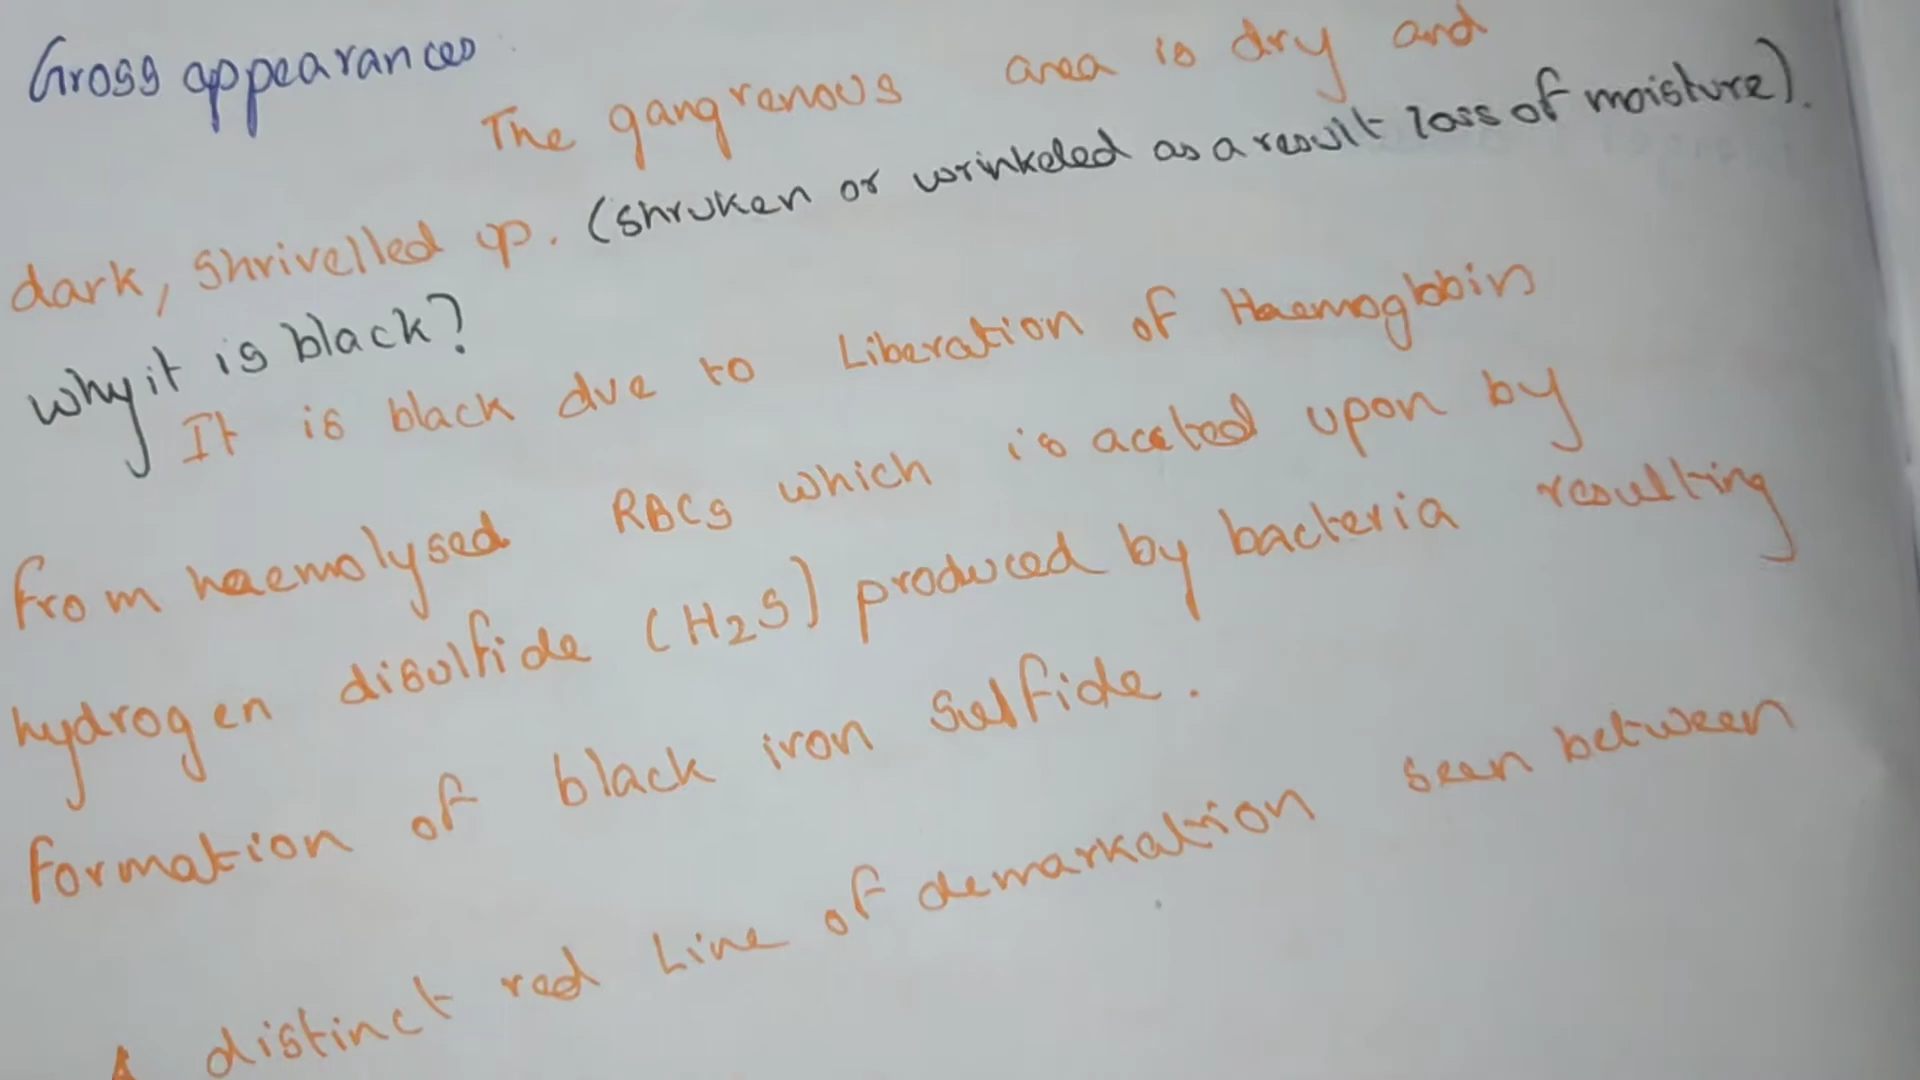 Gross appearances
The gangrenous area is dry and
dark, shrivelled up. (shruken or wrinkeled as a result loss of moisture).
why it is black?
It is black due to Liberation of Haemoglobin
from haemolysed RBCs which is acted upon by
hydrogen disulfide (H2S) produced by bacteria resulting
formation of black iron sulfide.
A distinct red Line of demarkation seen between